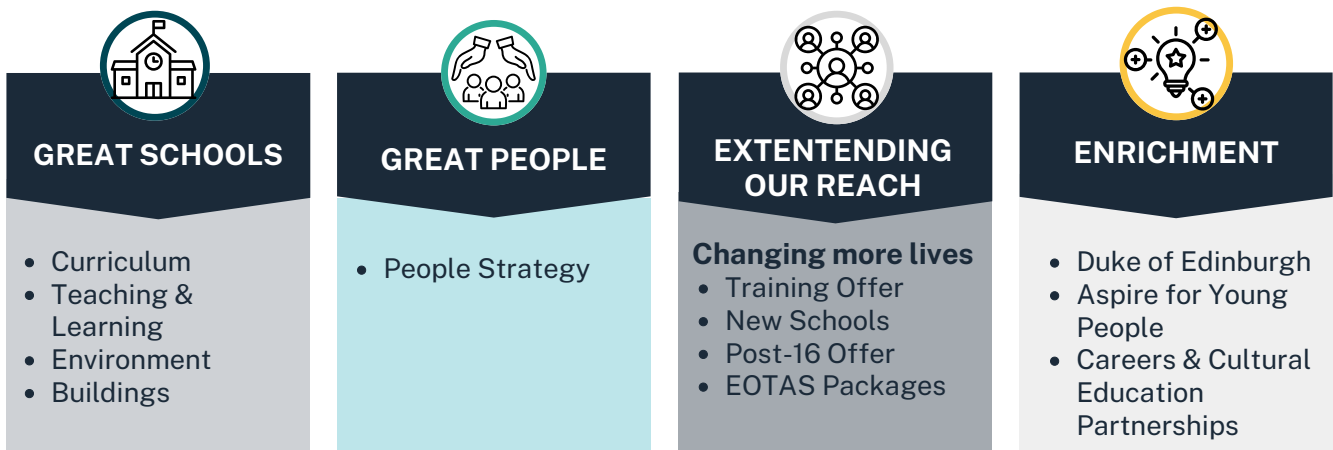 GREAT SCHOOLS
• Curriculum
• Teaching &
Learning
• Environment
• Buildings
GREAT PEOPLE
• People Strategy
EXTENTENDING
OUR REACH
Changing more lives
• Training Offer
• New Schools
• Post-16 Offer
• EOTAS Packages
ENRICHMENT
• Duke of Edinburgh
• Aspire for Young
People
• Careers & Cultural
Education
Partnerships